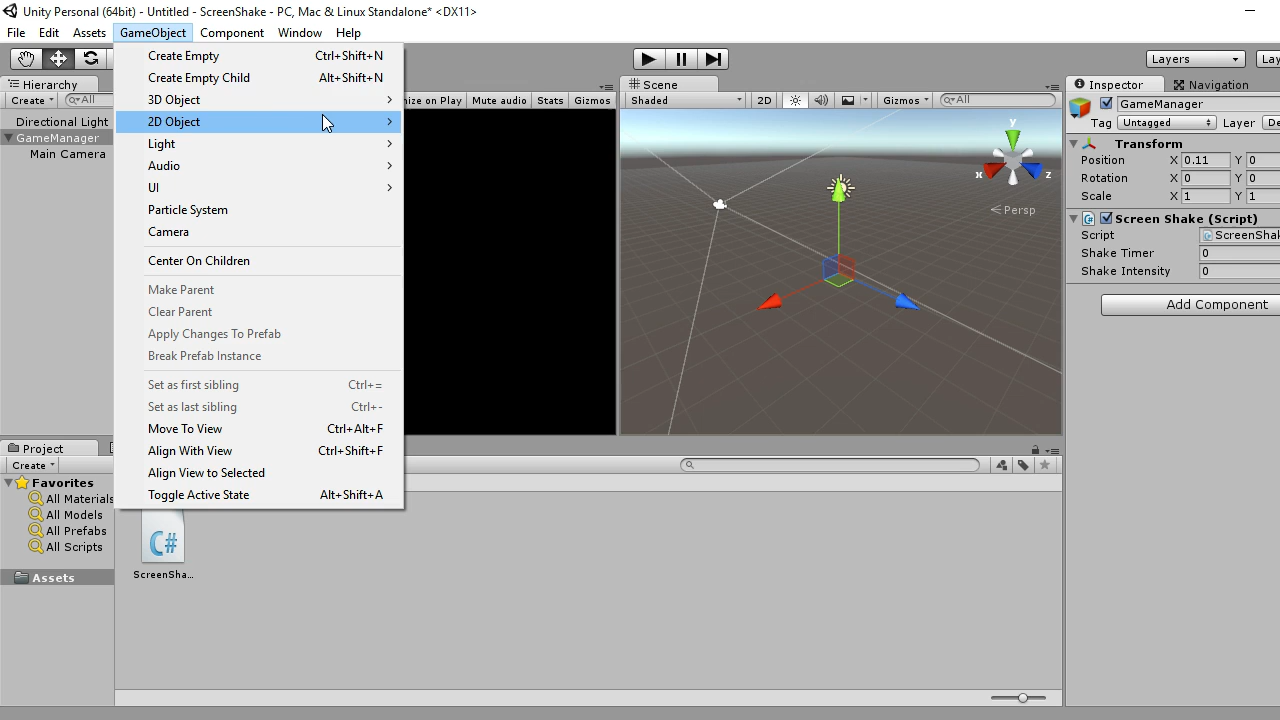 Unity Personal (64bit) - Untitled - ScreenShake - PC, Mac & Linux Standalone* <DX11>
File Edit Assets GameObject Component Window Help
Layers
Hierarchy
Create All
Directional Light
GameManager
Main Camera
Create Empty Ctrl+Shift+N
Create Empty Child Alt+Shift+N
3D Object
2D Object
Light
Audio
UI
Particle System
Camera
Center On Children
Make Parent
Clear Parent
Apply Changes To Prefab
Break Prefab Instance
Set as first sibling Ctrl+=
Set as last sibling Ctrl+-
Move To View Ctrl+Alt+F
Align With View Ctrl+Shift+F
Align View to Selected
Toggle Active State Alt+Shift+A
ize on Play Mute audio Stats Gizmos
Scene
Shaded 2D Gizmos All
y
x z
Persp
Inspector Navigation
GameManager
Tag Untagged Layer De
Transform
Position X 0.11 Y 0
Rotation X 0 Y 0
Scale X 1 Y 1
Screen Shake (Script)
Script ScreenShak
Shake Timer 0
Shake Intensity 0
Add Component
Project
Create
Favorites
All Materials
All Models
All Prefabs
All Scripts
Assets
C#
ScreenSha...